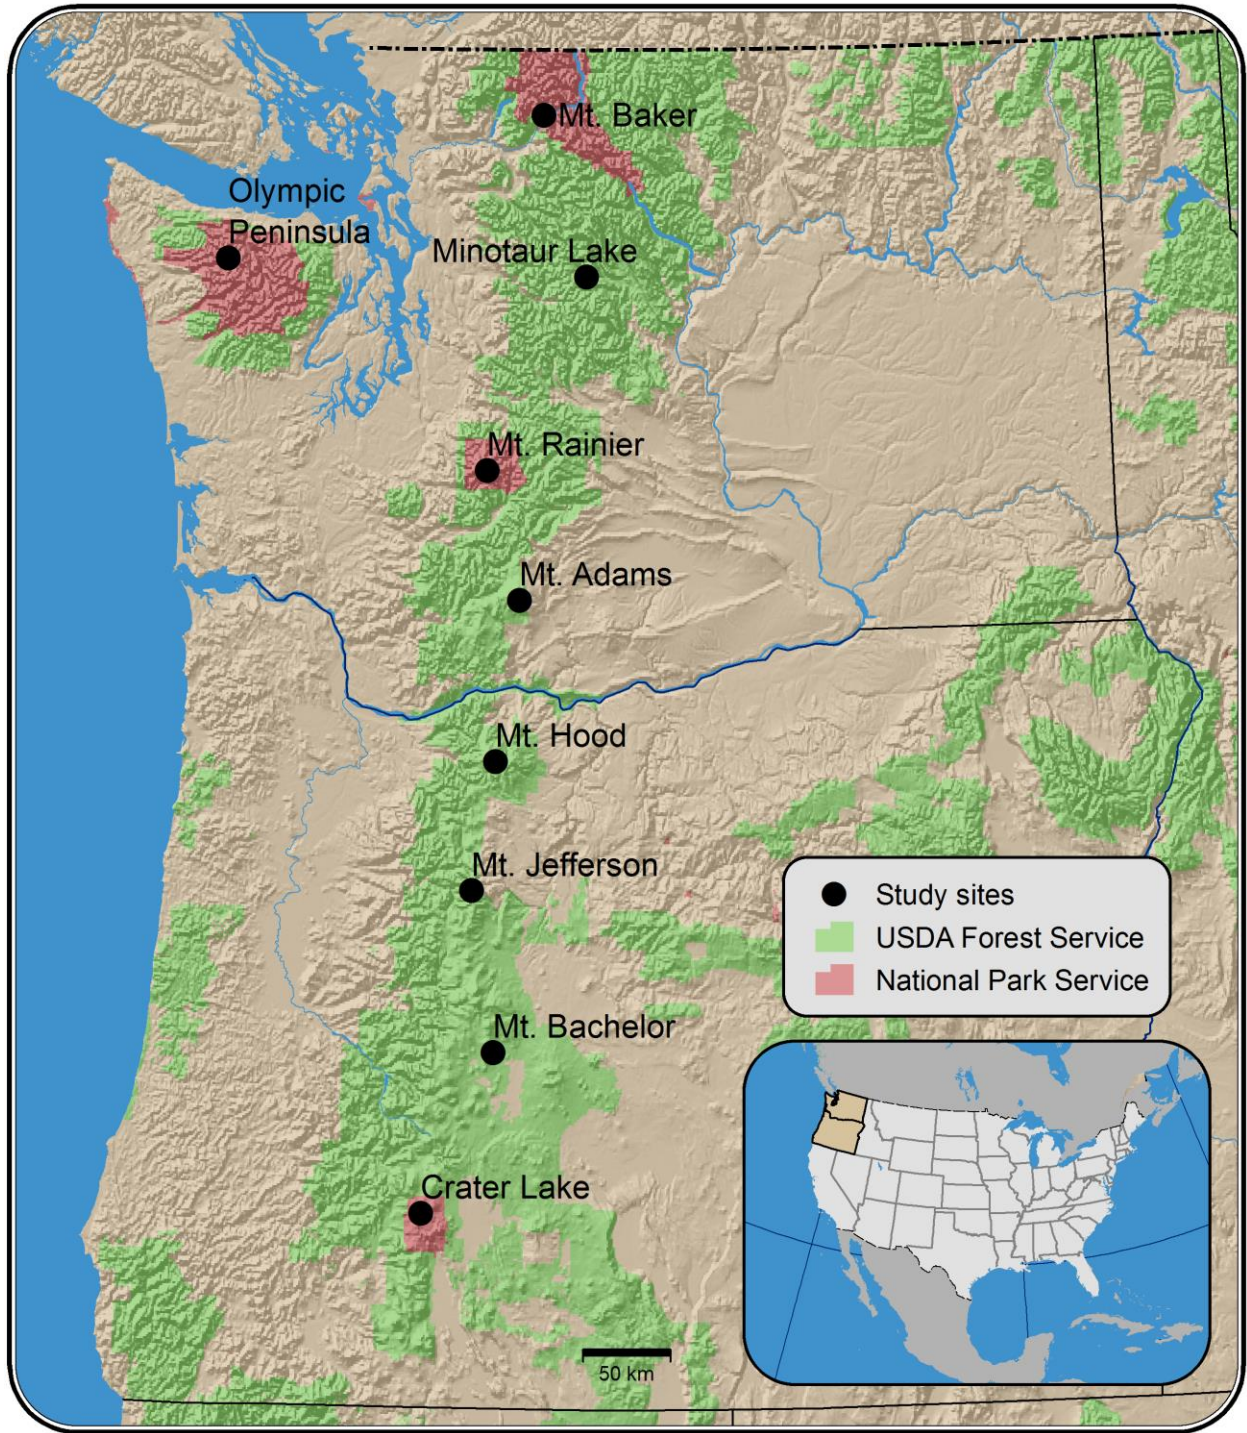 Mt. Baker
Olympic
Peninsula
Minotaur Lake
Mt. Rainier
Mt. Adams
Mt. Hood
Mt. Jefferson
Study sites
USDA Forest Service
National Park Service
Mt. Bachelor
Crater Lake
50 km